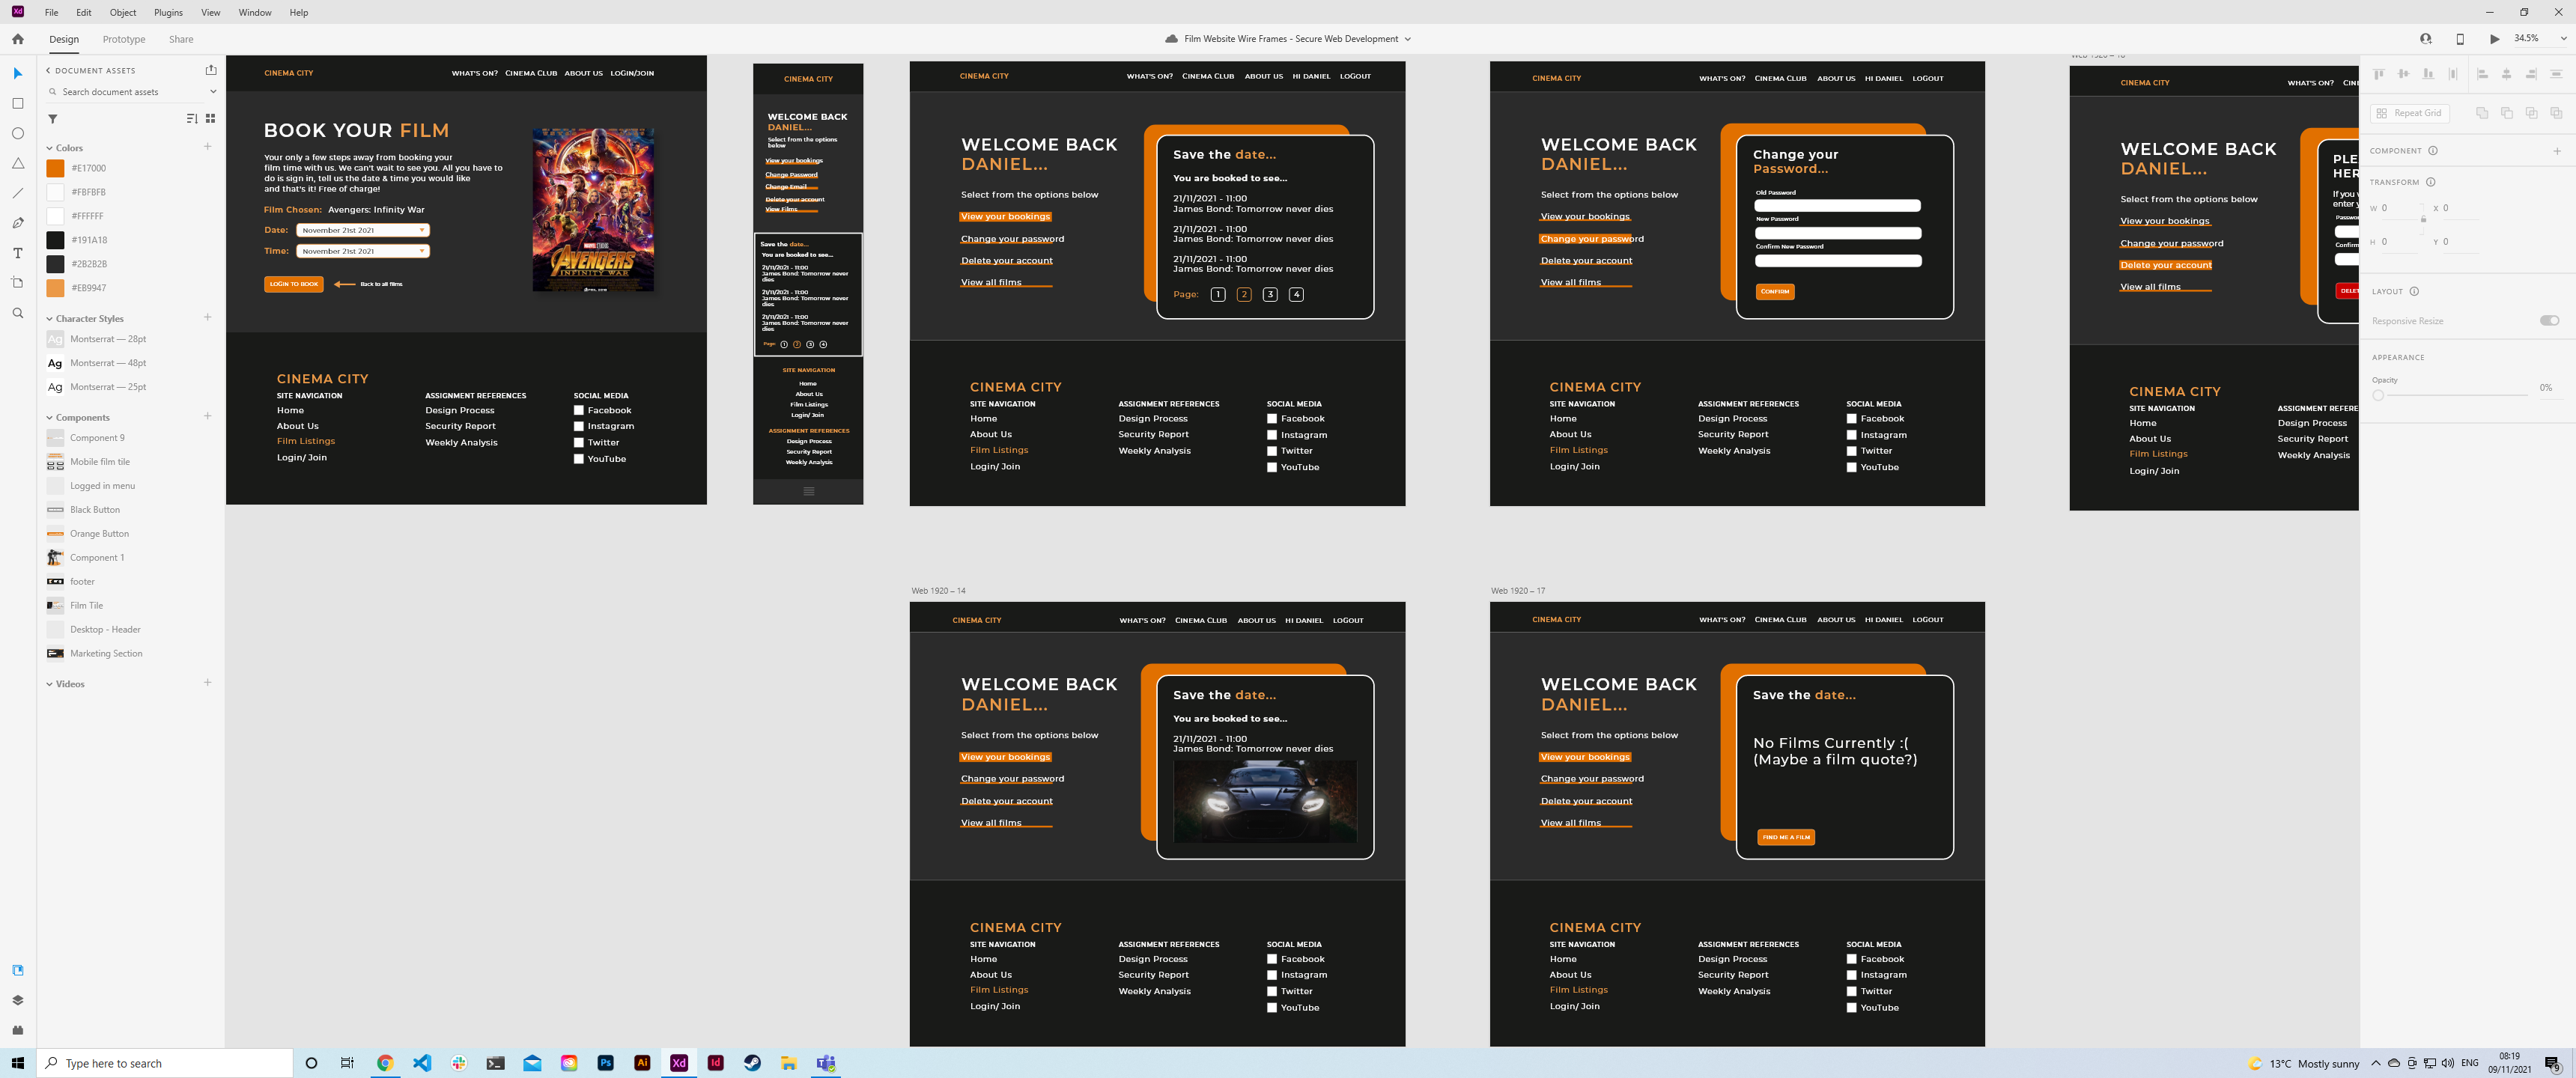 Xd
File Edit Object Plugins View Window Help
Design Prototype Share
Film Website Wire Frames - Secure Web Development
34.5%
DOCUMENT ASSETS
Search document assets
Colors
#E17000
#FBFBFB
#FFFFFF
#191A18
#2B2B2B
#EB9947
Character Styles
Ag Montserrat — 28pt
Ag Montserrat — 48pt
Ag Montserrat — 25pt
Components
Component 9
Mobile film tile
Logged in menu
Black Button
Orange Button
Component 1
footer
Film Tile
Desktop - Header
Marketing Section
Videos
CINEMA CITY WHAT'S ON? CINEMA CLUB ABOUT US LOGIN/JOIN
BOOK YOUR FILM
Your only a few steps away from booking your
film time with us. We can't wait to see you. All you have to
do is sign in, tell us the date & time you would like
and that's it! Free of charge!
Film Chosen: Avengers: Infinity War
Date: November 21st 2021
Time: November 21st 2021
LOGIN TO BOOK Back to all films
MARVEL STUDIOS
AVENGERS
INFINITY WAR
CINEMA CITY
SITE NAVIGATION ASSIGNMENT REFERENCES SOCIAL MEDIA
Home Design Process Facebook
About Us Security Report Instagram
Film Listings Weekly Analysis Twitter
Login/ Join YouTube
CINEMA CITY
WELCOME BACK
DANIEL...
Select from the options
below
View your bookings
Change Password
Change Email
Delete your account
View Films
Save the date...
You are booked to see...
21/11/2021 - 11:00
James Bond: Tomorrow never
dies
21/11/2021 - 11:00
James Bond: Tomorrow never
dies
21/11/2021 - 11:00
James Bond: Tomorrow never
dies
Page: 1 2 3 4
SITE NAVIGATION
Home
About Us
Film Listings
Login/ Join
ASSIGNMENT REFERENCES
Design Process
Security Report
Weekly Analysis
CINEMA CITY WHAT'S ON? CINEMA CLUB ABOUT US HI DANIEL LOGOUT
WELCOME BACK
DANIEL...
Select from the options below
View your bookings
Change your password
Delete your account
View all films
Save the date...
You are booked to see...
21/11/2021 - 11:00
James Bond: Tomorrow never dies
21/11/2021 - 11:00
James Bond: Tomorrow never dies
21/11/2021 - 11:00
James Bond: Tomorrow never dies
Page: 1 2 3 4
CINEMA CITY
SITE NAVIGATION ASSIGNMENT REFERENCES SOCIAL MEDIA
Home Design Process Facebook
About Us Security Report Instagram
Film Listings Weekly Analysis Twitter
Login/ Join YouTube
CINEMA CITY WHAT'S ON? CINEMA CLUB ABOUT US HI DANIEL LOGOUT
WELCOME BACK
DANIEL...
Select from the options below
View your bookings
Change your password
Delete your account
View all films
Change your
Password...
Old Password
New Password
Confirm New Password
CONFIRM
CINEMA CITY
SITE NAVIGATION ASSIGNMENT REFERENCES SOCIAL MEDIA
Home Design Process Facebook
About Us Security Report Instagram
Film Listings Weekly Analysis Twitter
Login/ Join YouTube
CINEMA CITY WHAT'S ON? CINE
WELCOME BACK
DANIEL...
Select from the options below
View your bookings
Change your password
Delete your account
View all films
PLE
HER
If you
enter y
Passwo
Confirm
DELET
CINEMA CITY
SITE NAVIGATION ASSIGNMENT REFERE
Home Design Process
About Us Security Report
Film Listings Weekly Analysis
Login/ Join
Web 1920 – 14
CINEMA CITY WHAT'S ON? CINEMA CLUB ABOUT US HI DANIEL LOGOUT
WELCOME BACK
DANIEL...
Select from the options below
View your bookings
Change your password
Delete your account
View all films
Save the date...
You are booked to see...
21/11/2021 - 11:00
James Bond: Tomorrow never dies
CINEMA CITY
SITE NAVIGATION ASSIGNMENT REFERENCES SOCIAL MEDIA
Home Design Process Facebook
About Us Security Report Instagram
Film Listings Weekly Analysis Twitter
Login/ Join YouTube
Web 1920 – 17
CINEMA CITY WHAT'S ON? CINEMA CLUB ABOUT US HI DANIEL LOGOUT
WELCOME BACK
DANIEL...
Select from the options below
View your bookings
Change your password
Delete your account
View all films
Save the date...
No Films Currently :(
(Maybe a film quote?)
FIND ME A FILM
CINEMA CITY
SITE NAVIGATION ASSIGNMENT REFERENCES SOCIAL MEDIA
Home Design Process Facebook
About Us Security Report Instagram
Film Listings Weekly Analysis Twitter
Login/ Join YouTube
Repeat Grid
COMPONENT
TRANSFORM
W 0 X 0
H 0 Y 0
LAYOUT
Responsive Resize
APPEARANCE
Opacity
0%
Type here to search
Ps Ai Xd Id
13°C Mostly sunny ENG
08:19
09/11/2021
9